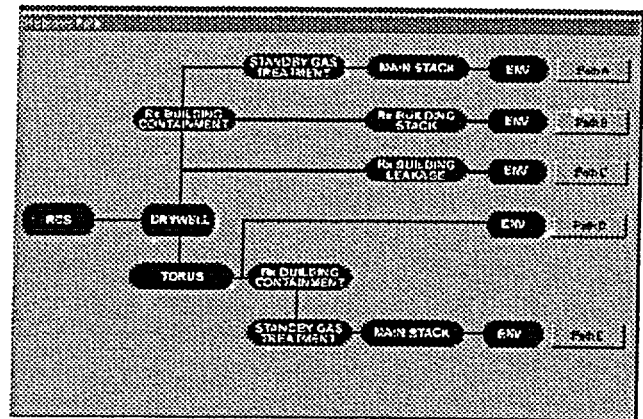 STANDBY GAS
TREATMENT
MAIN STACK
ENV
Path A
Rx BUILDING
CONTAINMENT
Rx BUILDING
STACK
ENV
Path B
Rx BUILDING
LEAKAGE
ENV
Path C
RCS
DRYWELL
ENV
Path D
TORUS
Rx BUILDING
CONTAINMENT
STANDBY GAS
TREATMENT
MAIN STACK
ENV
Path E